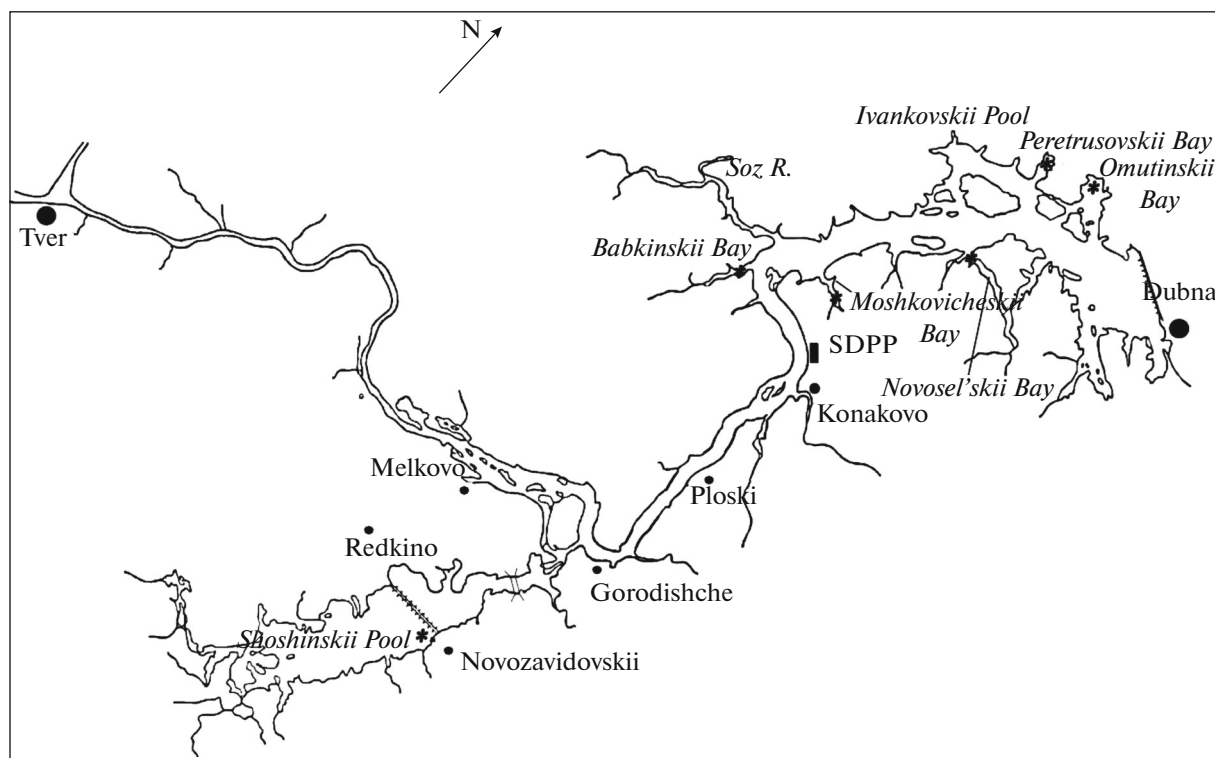 N
Ivankovskii Pool
Peretrusovskii Bay
Omutinskii
Bay
Soz R.
Tver
Babkinskii Bay
Moshkovicheskii
Bay
Dubna
SDPP
Novosel'skii Bay
Konakovo
Melkovo
Ploski
Redkino
Gorodishche
Shoshinskii Pool
Novozavidovskii